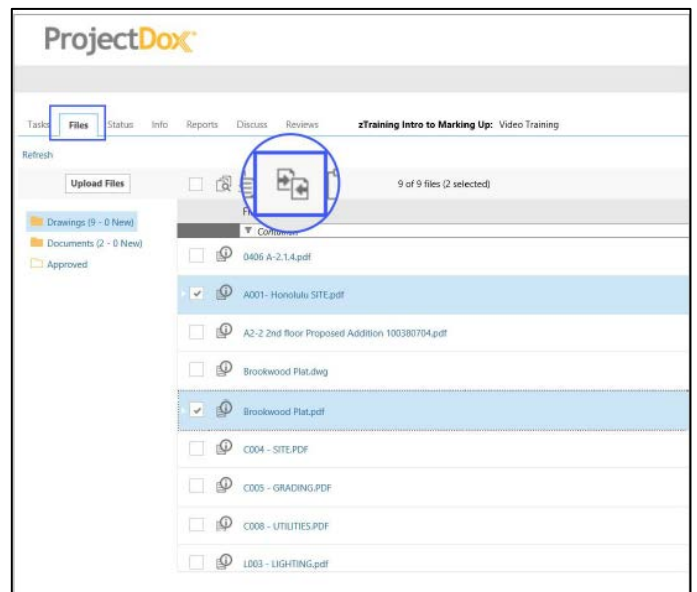 ProjectDox
Tasks Files Status Info Reports Discuss Reviews zTraining Intro to Marking Up: Video Training
Refresh
Upload Files 9 of 9 files (2 selected)
Drawings (9 - 0 New)
Documents (2 - 0 New)
Approved
0406 A-2.1.4.pdf
A001- Honolulu SITE.pdf
A2-2 2nd floor Proposed Addition 100380704.pdf
Brookwood Plat.dwg
Brookwood Plat.pdf
C004 - SITE.PDF
C005 - GRADING.PDF
C008 - UTILITIES.PDF
L003 - LIGHTING.pdf